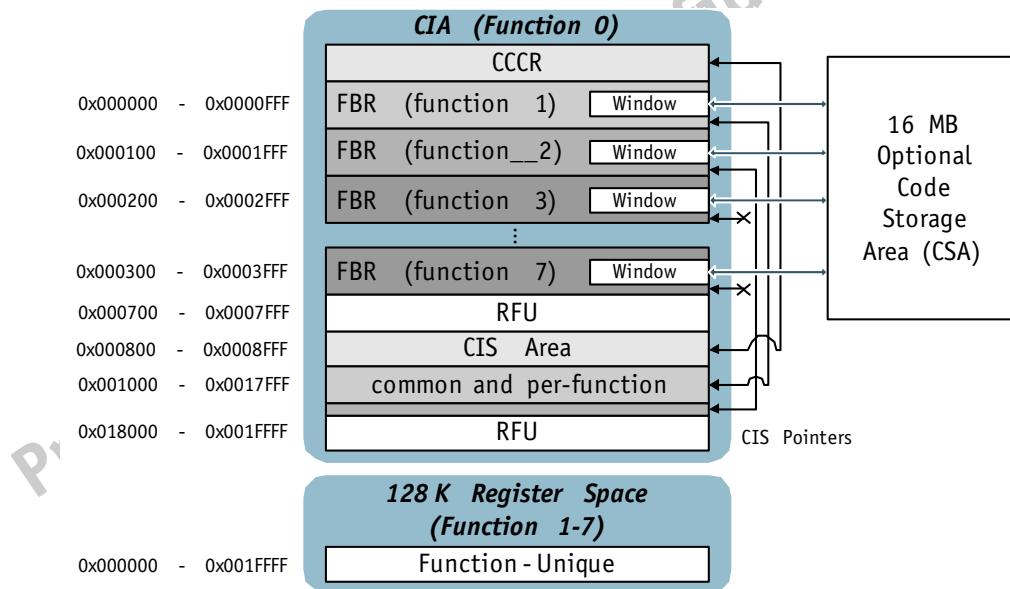 CIA (Function 0)
CCCR
0x000000 - 0x0000FFF FBR (function 1) Window
0x000100 - 0x0001FFF FBR (function__2) Window
0x000200 - 0x0002FFF FBR (function 3) Window
0x000300 - 0x0003FFF FBR (function 7) Window
0x000700 - 0x0007FFF RFU
0x000800 - 0x0008FFF CIS Area
0x001000 - 0x0017FFF common and per-function
0x018000 - 0x001FFFF RFU
16 MB
Optional
Code
Storage
Area (CSA)
CIS Pointers
128 K Register Space
(Function 1-7)
0x000000 - 0x001FFFF Function - Unique